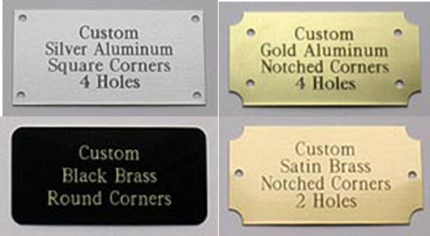 Custom
Silver Aluminum
Square Corners
4 Holes
Custom
Gold Aluminum
Notched Corners
4 Holes
Custom
Black Brass
Round Corners
Custom
Satin Brass
Notched Corners
2 Holes